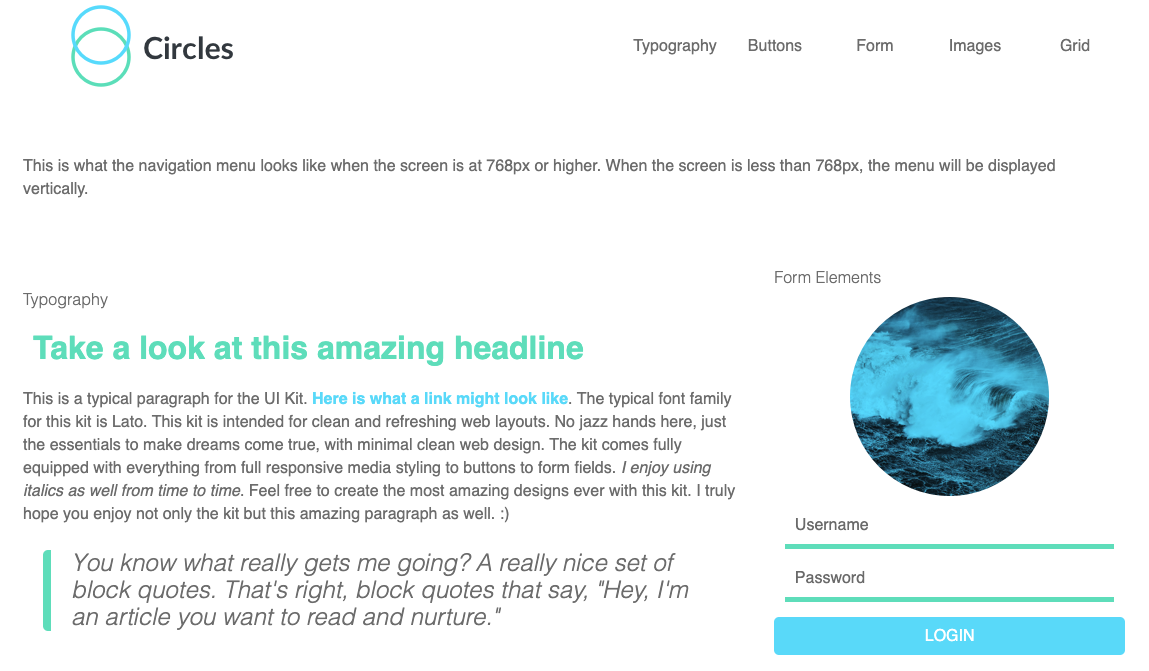 Circles
Typography Buttons Form Images Grid
This is what the navigation menu looks like when the screen is at 768px or higher. When the screen is less than 768px, the menu will be displayed
vertically.
Typography
Take a look at this amazing headline
This is a typical paragraph for the UI Kit. Here is what a link might look like. The typical font family
for this kit is Lato. This kit is intended for clean and refreshing web layouts. No jazz hands here, just
the essentials to make dreams come true, with minimal clean web design. The kit comes fully
equipped with everything from full responsive media styling to buttons to form fields. I enjoy using
italics as well from time to time. Feel free to create the most amazing designs ever with this kit. I truly
hope you enjoy not only the kit but this amazing paragraph as well. :)
You know what really gets me going? A really nice set of
block quotes. That's right, block quotes that say, "Hey, I'm
an article you want to read and nurture."
Form Elements
Username
Password
LOGIN